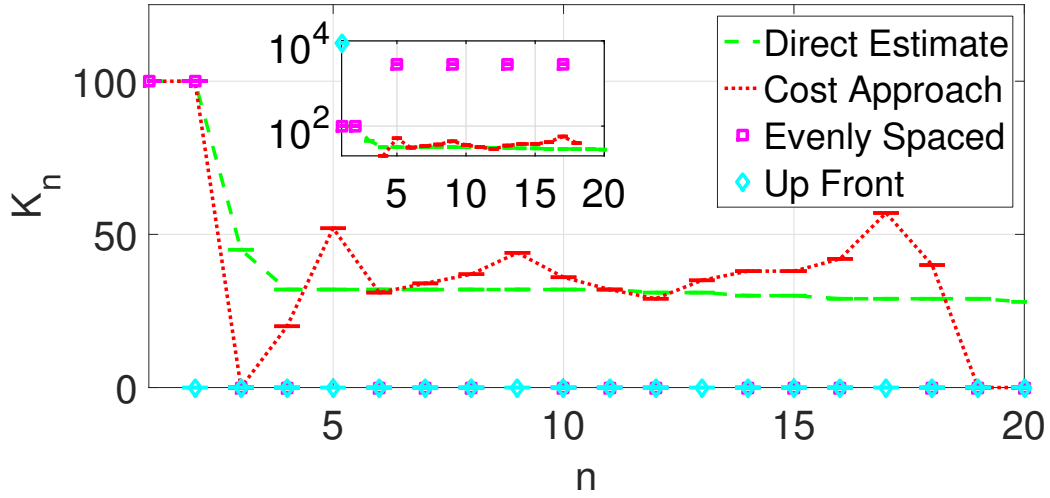 Direct Estimate
Cost Approach
Evenly Spaced
Up Front
10^4
10^2
5 10 15 20
100
50
0
K_n
5 10 15 20
n